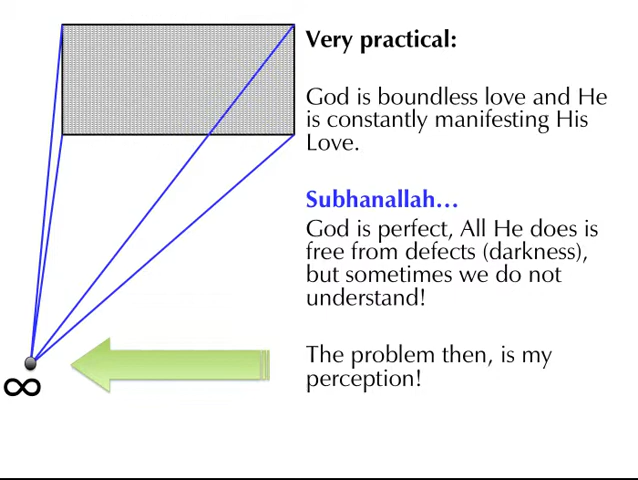 Very practical:
God is boundless love and He
is constantly manifesting His
Love.
Subhanallah...
God is perfect, All He does is
free from defects (darkness),
but sometimes we do not
understand!
The problem then, is my
perception!
∞